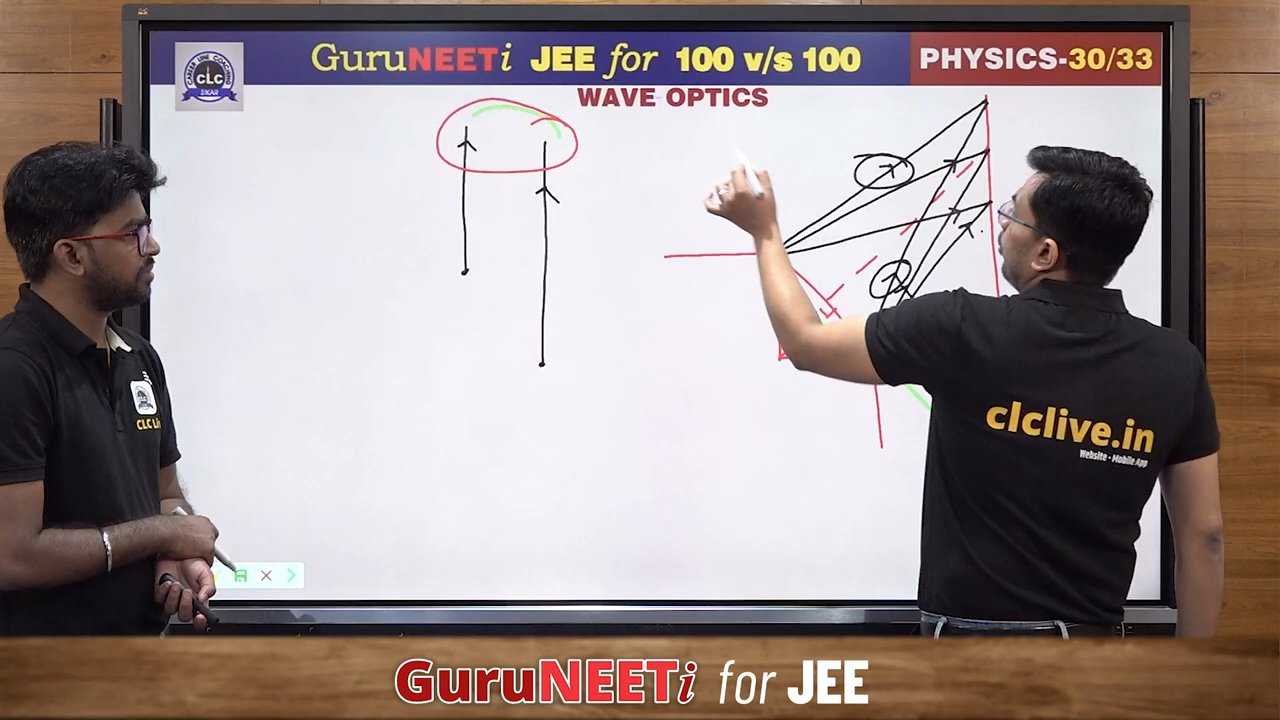 GuruNEETi JEE for 100 v/s 100
PHYSICS-30/33
CAREER LINE COACHING
CLC
SIKAR
WAVE OPTICS
clclive.in
Website - Mobile App
CLC Li
GuruNEETi for JEE